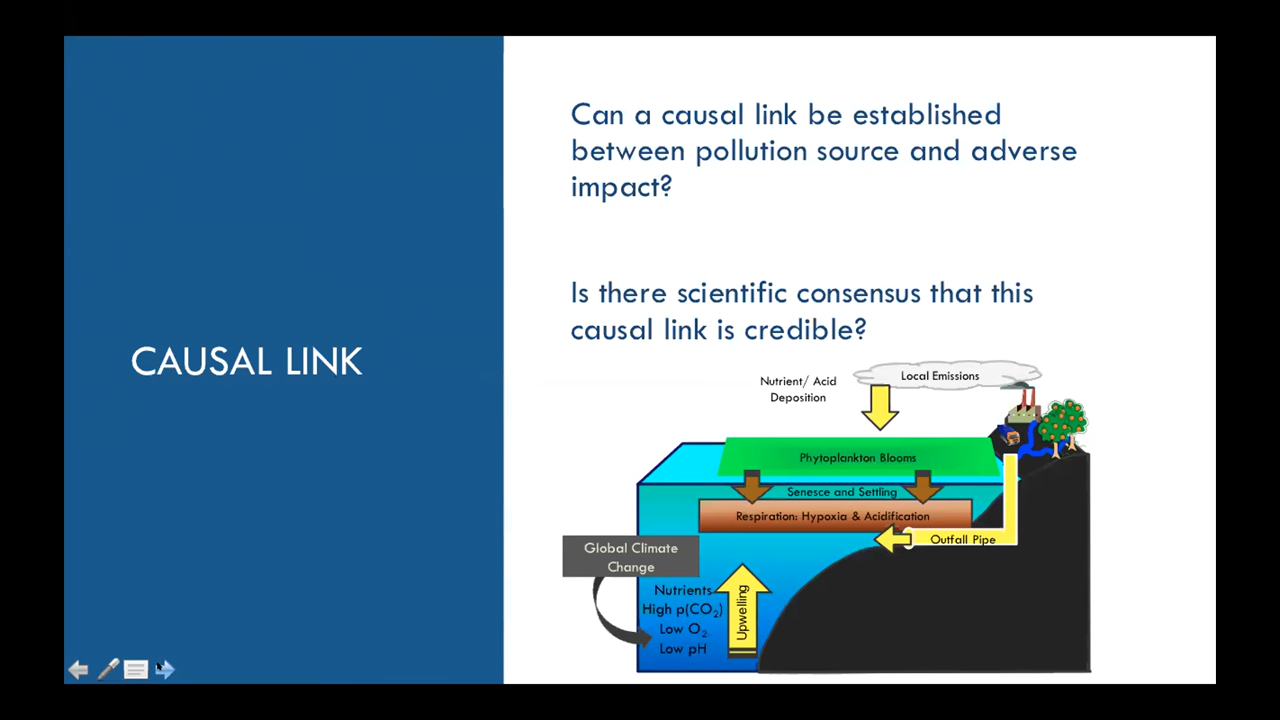 CAUSAL LINK
Can a causal link be established
between pollution source and adverse
impact?
Is there scientific consensus that this
causal link is credible?
Nutrient/ Acid
Deposition
Local Emissions
Phytoplankton Blooms
Senesce and Settling
Respiration: Hypoxia & Acidification
Outfall Pipe
Global Climate
Change
Nutrients
High p(CO₂)
Low O₂
Low pH
Upwelling